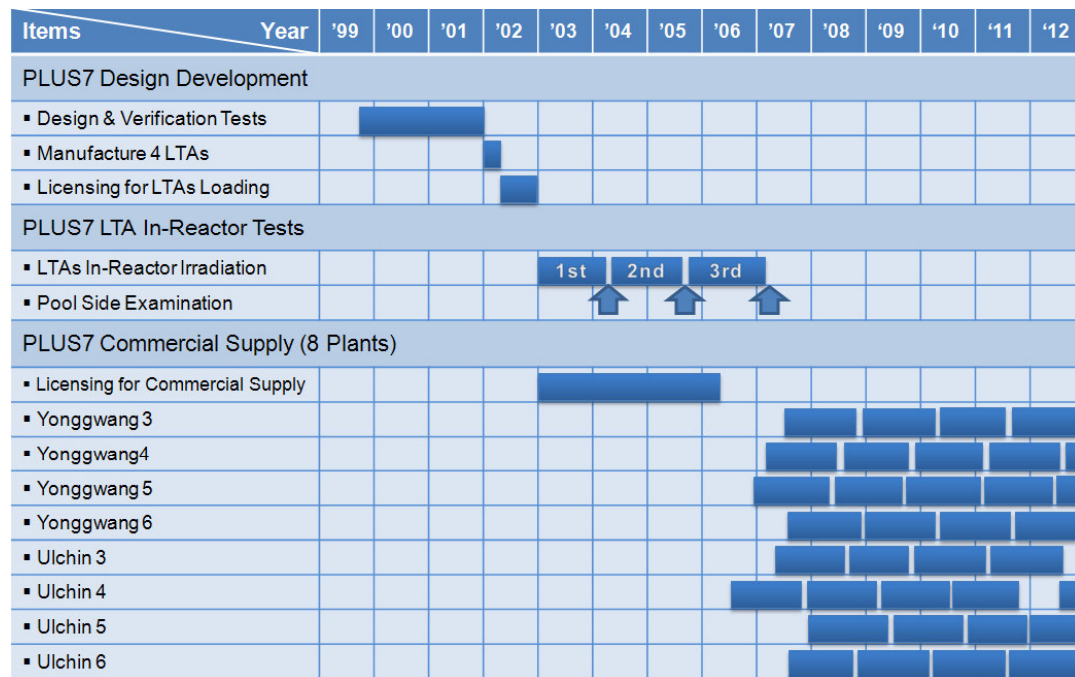 Items Year '99 '00 '01 '02 '03 '04 '05 '06 '07 '08 '09 '10 '11 '12
PLUS7 Design Development
▪ Design & Verification Tests
▪ Manufacture 4 LTAs
▪ Licensing for LTAs Loading
PLUS7 LTA In-Reactor Tests
▪ LTAs In-Reactor Irradiation 1st 2nd 3rd
▪ Pool Side Examination
PLUS7 Commercial Supply (8 Plants)
▪ Licensing for Commercial Supply
▪ Yonggwang 3
▪ Yonggwang4
▪ Yonggwang 5
▪ Yonggwang 6
▪ Ulchin 3
▪ Ulchin 4
▪ Ulchin 5
▪ Ulchin 6